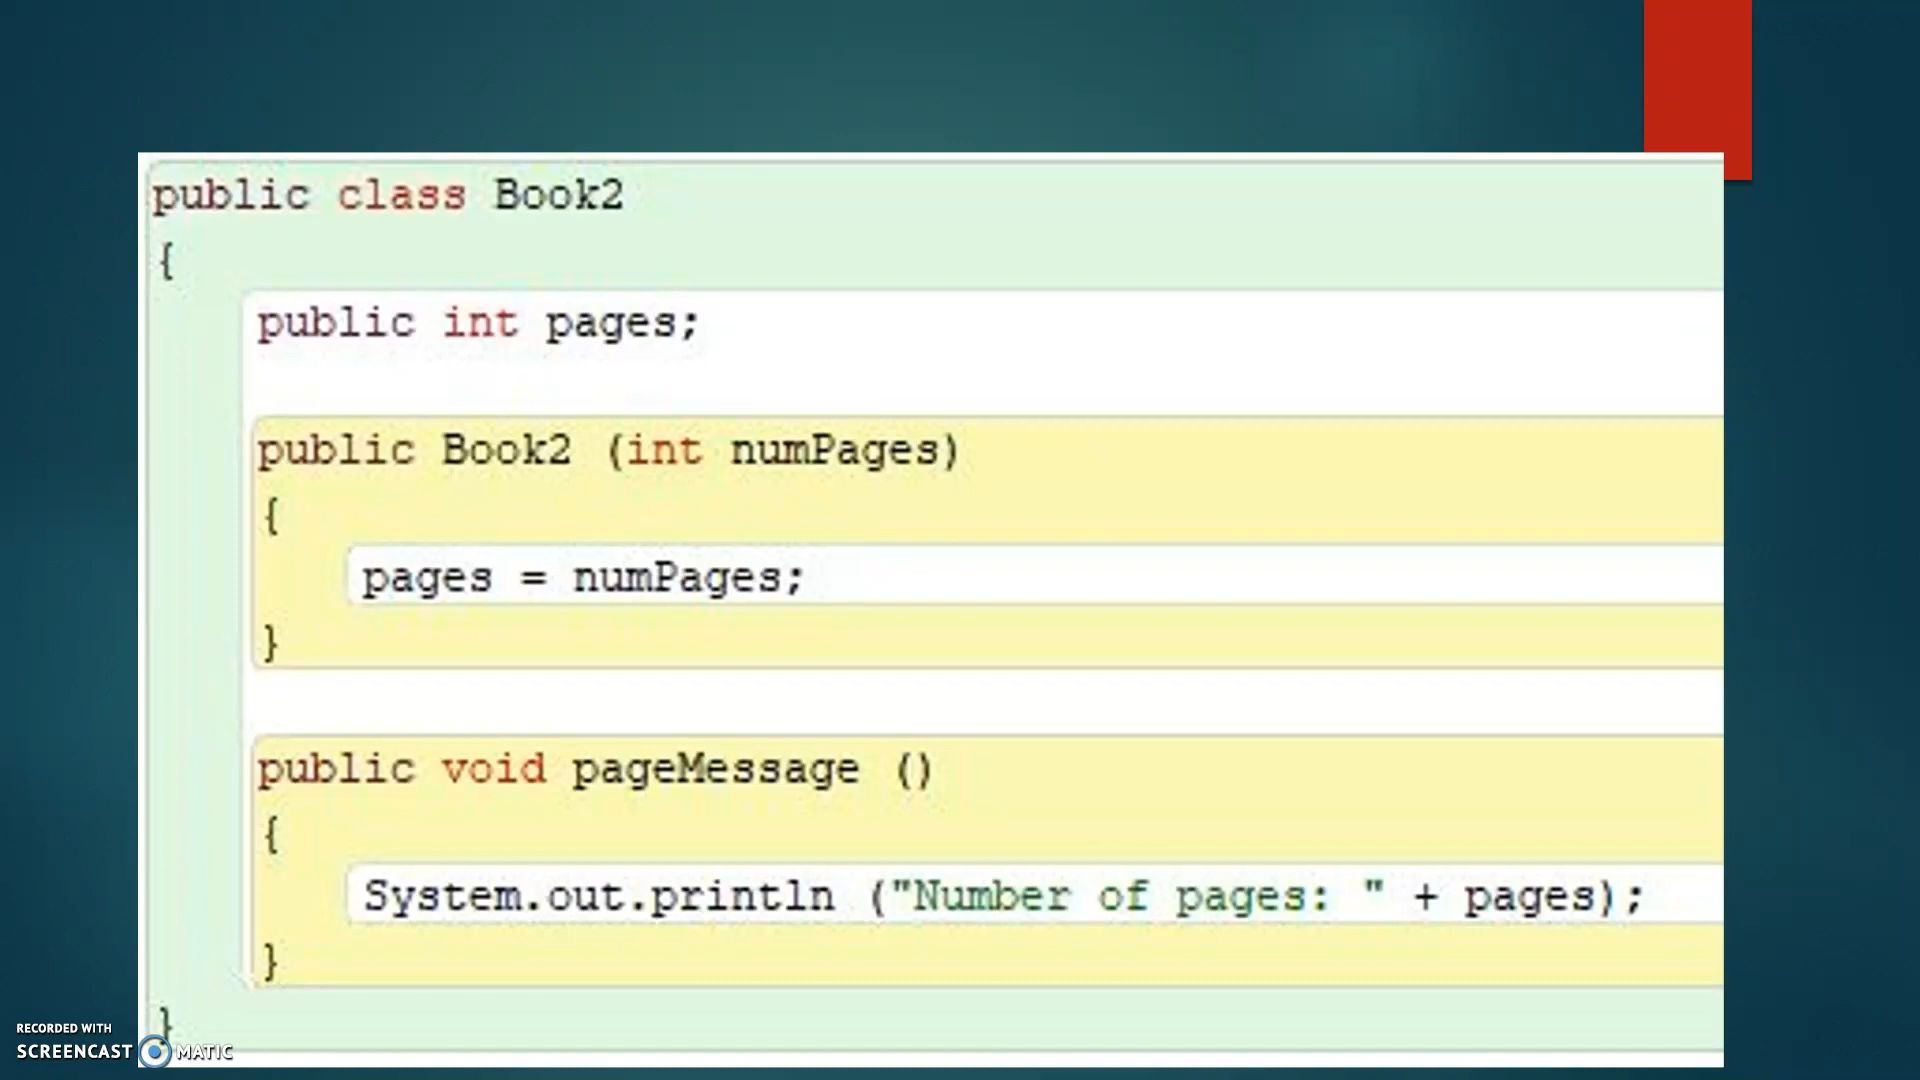 public class Book2
{
public int pages;
public Book2 (int numPages)
{
pages = numPages;
}
public void pageMessage ()
{
System.out.println ("Number of pages: " + pages);
}
}
RECORDED WITH
SCREENCAST MATIC